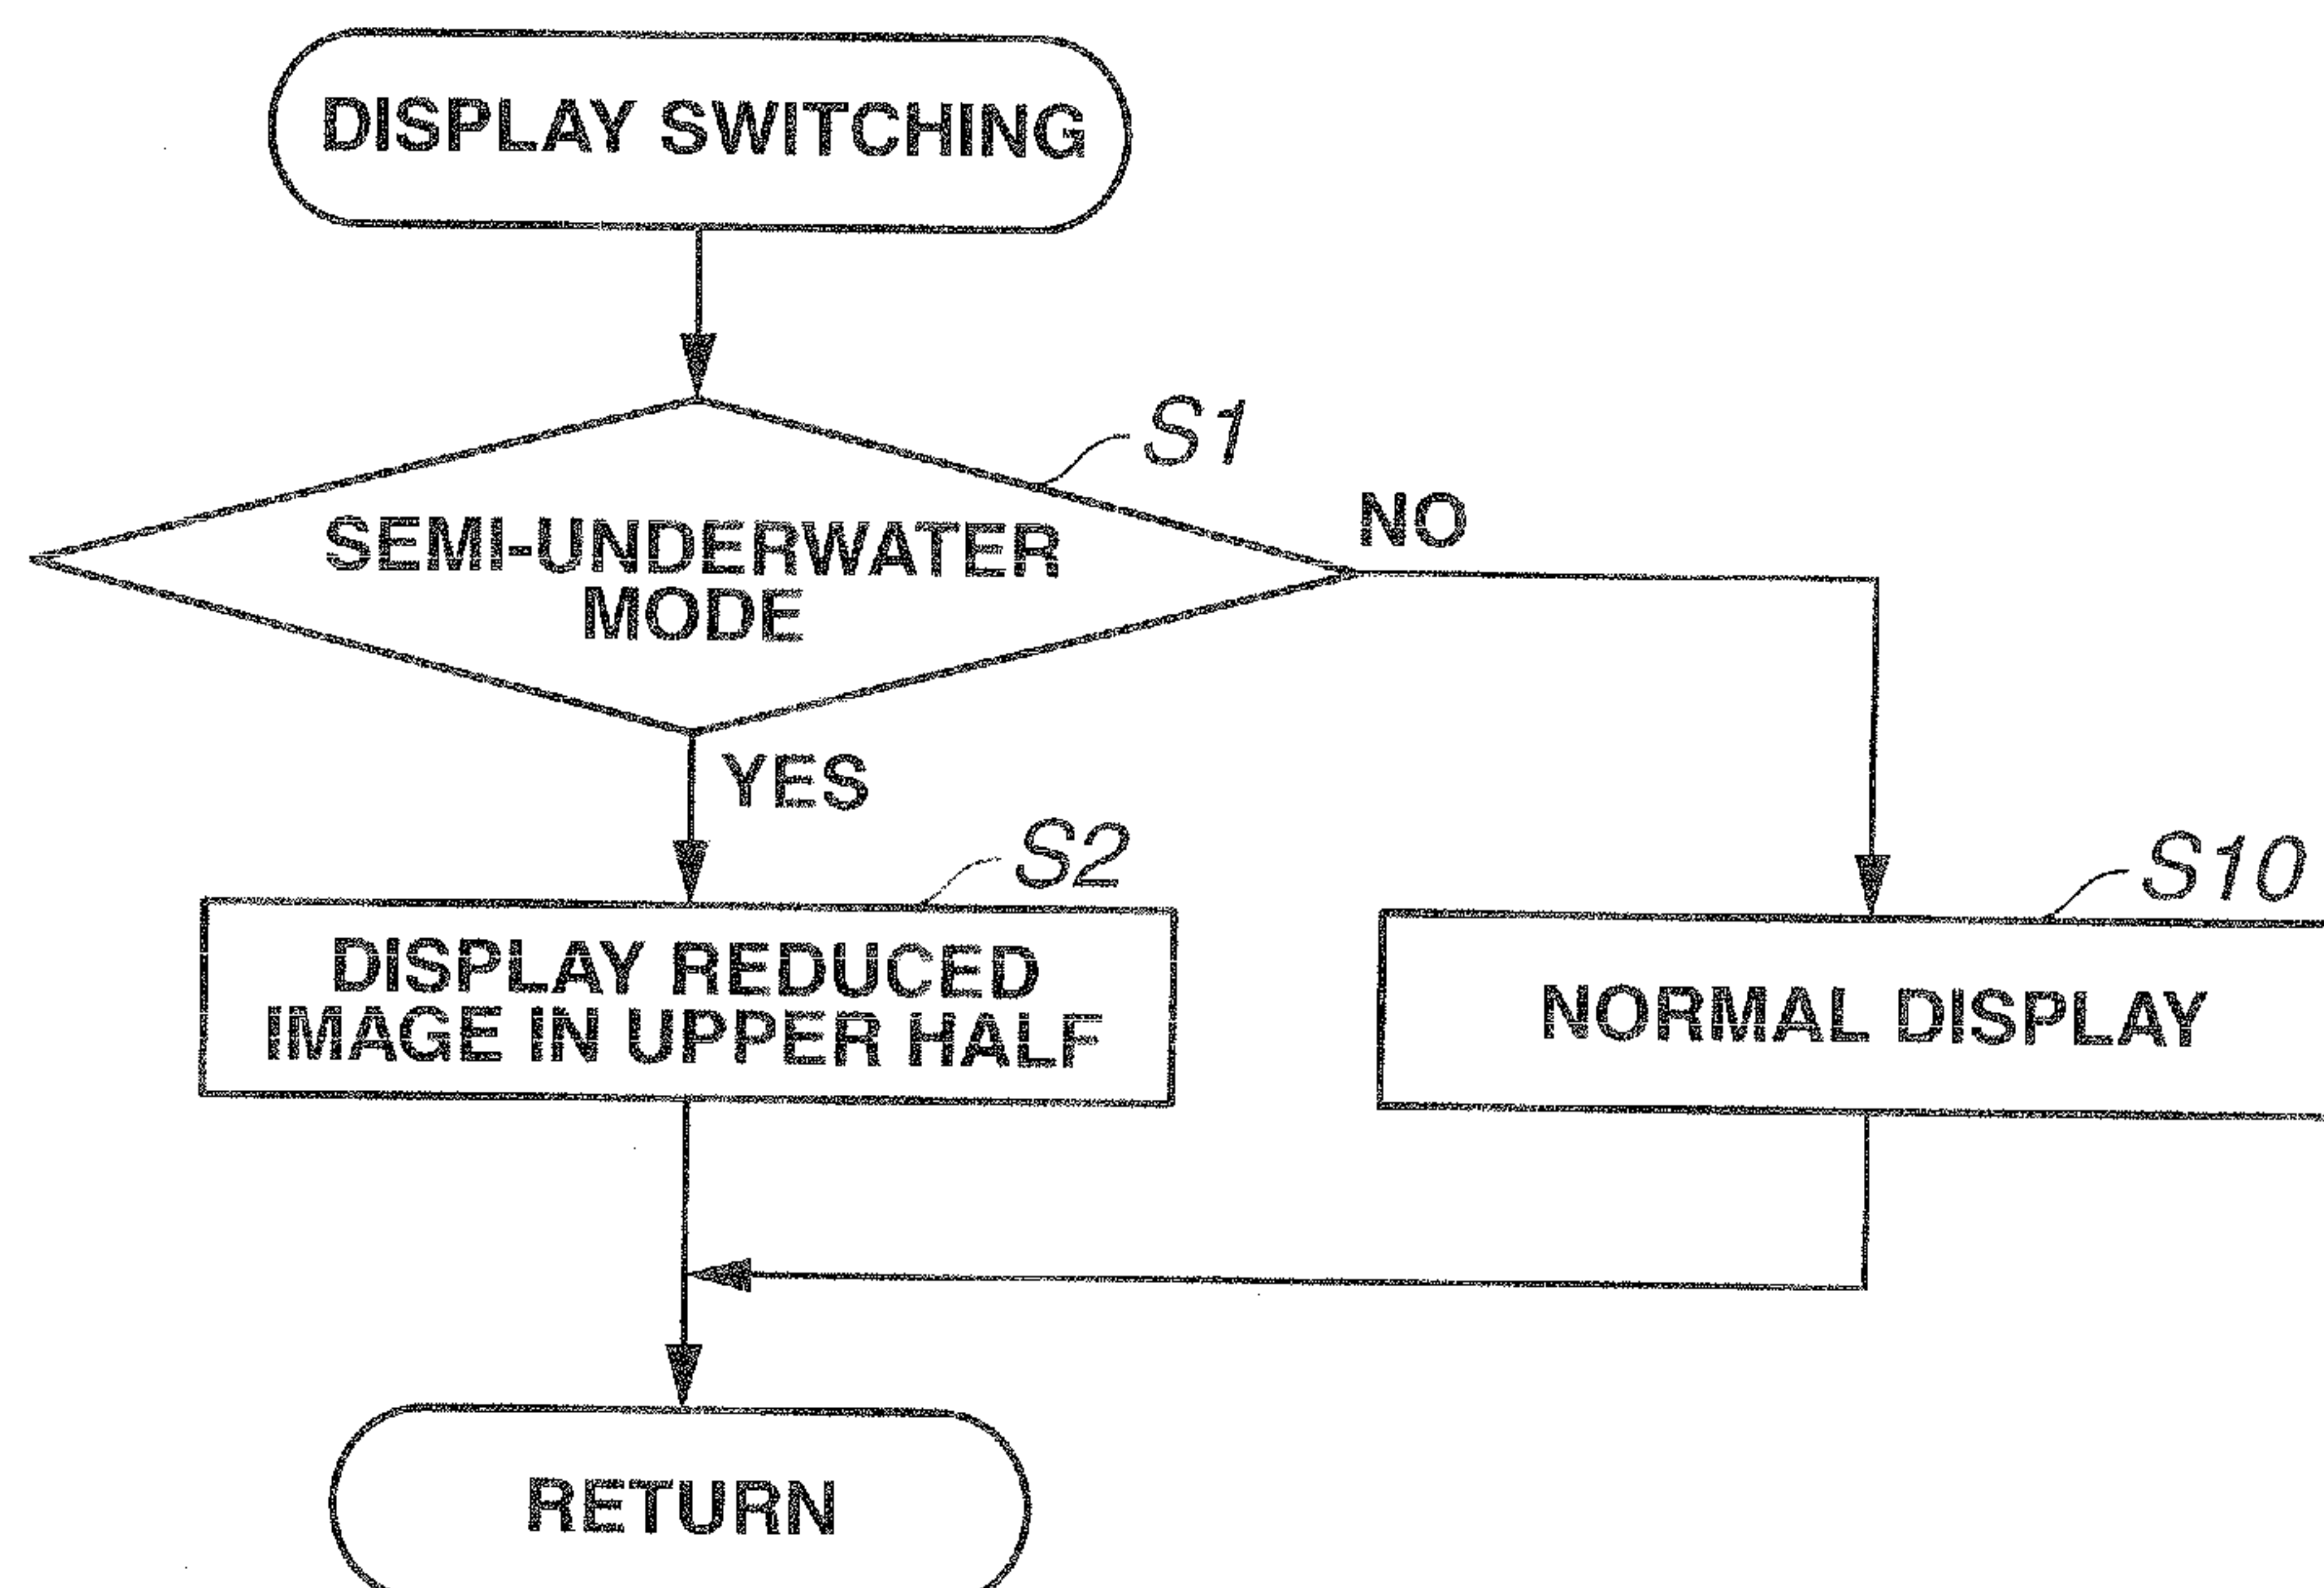 DISPLAY SWITCHING
S1
SEMI-UNDERWATER
MODE
NO
YES
S2
DISPLAY REDUCED
IMAGE IN UPPER HALF
S10
NORMAL DISPLAY
RETURN